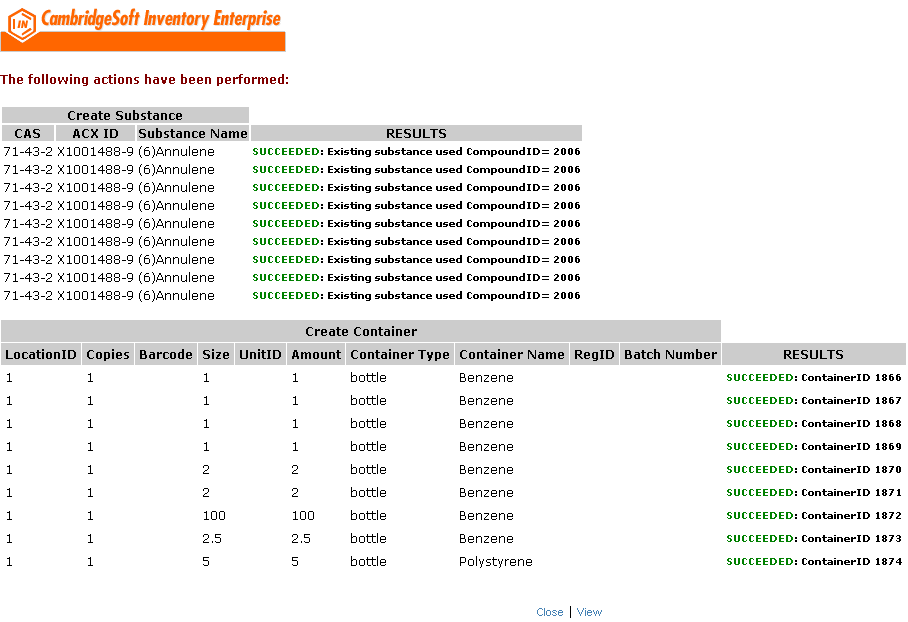 IN CambridgeSoft Inventory Enterprise
The following actions have been performed:
Create Substance
CAS ACX ID Substance Name RESULTS
71-43-2 X1001488-9 (6)Annulene SUCCEEDED: Existing substance used CompoundID= 2006
71-43-2 X1001488-9 (6)Annulene SUCCEEDED: Existing substance used CompoundID= 2006
71-43-2 X1001488-9 (6)Annulene SUCCEEDED: Existing substance used CompoundID= 2006
71-43-2 X1001488-9 (6)Annulene SUCCEEDED: Existing substance used CompoundID= 2006
71-43-2 X1001488-9 (6)Annulene SUCCEEDED: Existing substance used CompoundID= 2006
71-43-2 X1001488-9 (6)Annulene SUCCEEDED: Existing substance used CompoundID= 2006
71-43-2 X1001488-9 (6)Annulene SUCCEEDED: Existing substance used CompoundID= 2006
71-43-2 X1001488-9 (6)Annulene SUCCEEDED: Existing substance used CompoundID= 2006
71-43-2 X1001488-9 (6)Annulene SUCCEEDED: Existing substance used CompoundID= 2006
Create Container
LocationID Copies Barcode Size UnitID Amount Container Type Container Name RegID Batch Number RESULTS
1 1 1 1 bottle Benzene SUCCEEDED: ContainerID 1866
1 1 1 1 bottle Benzene SUCCEEDED: ContainerID 1867
1 1 1 1 bottle Benzene SUCCEEDED: ContainerID 1868
1 1 1 1 bottle Benzene SUCCEEDED: ContainerID 1869
1 1 2 2 bottle Benzene SUCCEEDED: ContainerID 1870
1 1 2 2 bottle Benzene SUCCEEDED: ContainerID 1871
1 1 100 100 bottle Benzene SUCCEEDED: ContainerID 1872
1 1 2.5 2.5 bottle Benzene SUCCEEDED: ContainerID 1873
1 1 5 5 bottle Polystyrene SUCCEEDED: ContainerID 1874
Close | View